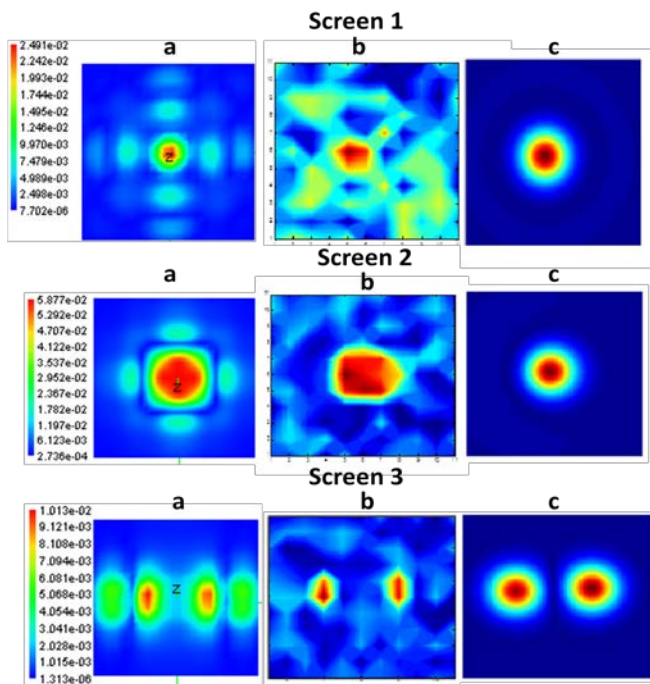 Screen 1
a
b
c
2.491e-02
2.242e-02
1.993e-02
1.744e-02
1.495e-02
1.246e-02
9.970e-03
7.479e-03
4.989e-03
2.498e-03
7.702e-06
Z
Screen 2
a
b
c
5.877e-02
5.292e-02
4.707e-02
4.122e-02
3.537e-02
2.952e-02
2.367e-02
1.782e-02
1.197e-02
6.123e-03
2.736e-04
Z
Screen 3
a
b
c
1.013e-02
9.121e-03
8.108e-03
7.094e-03
6.081e-03
5.068e-03
4.054e-03
3.041e-03
2.028e-03
1.015e-03
1.313e-06
Z